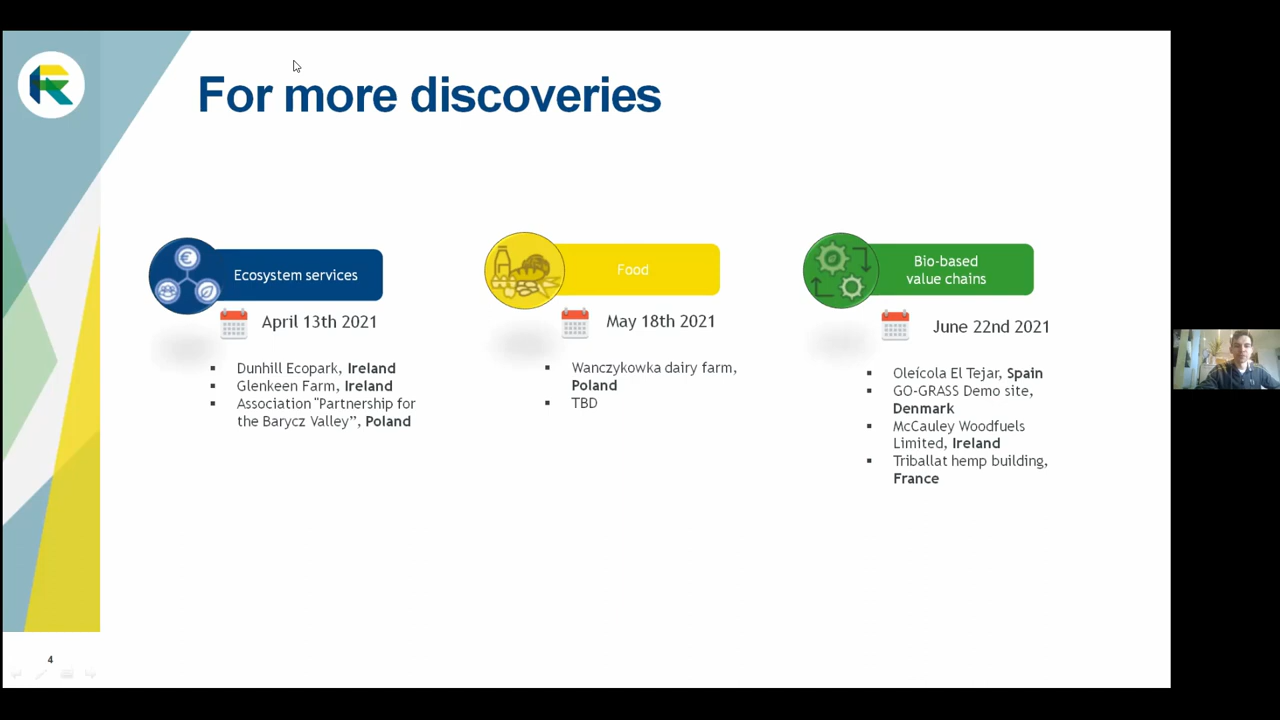 For more discoveries
Ecosystem services
April 13th 2021
▪ Dunhill Ecopark, Ireland
▪ Glenkeen Farm, Ireland
▪ Association "Partnership for
the Barycz Valley”, Poland
Food
May 18th 2021
▪ Wanczykowka dairy farm,
Poland
▪ TBD
Bio-based
value chains
June 22nd 2021
▪ Oleícola El Tejar, Spain
▪ GO-GRASS Demo site,
Denmark
▪ McCauley Woodfuels
Limited, Ireland
▪ Triballat hemp building,
France
4